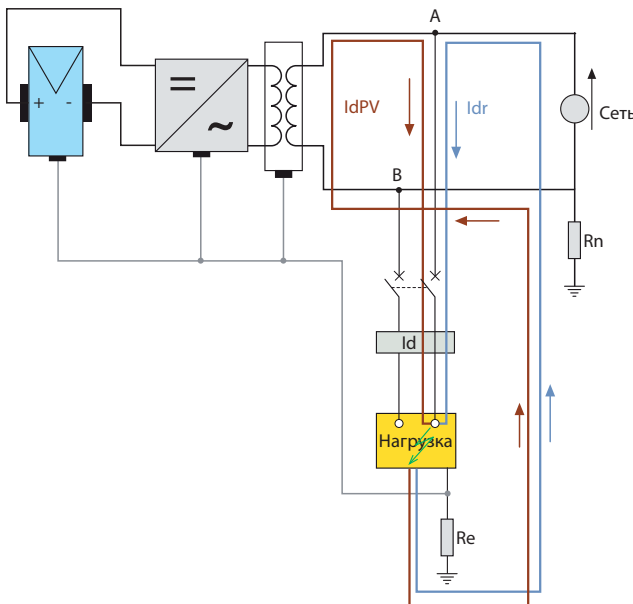 A
IdPV
Idr
Сеть
+ -
=
~
B
Rn
Id
Нагрузка
Re